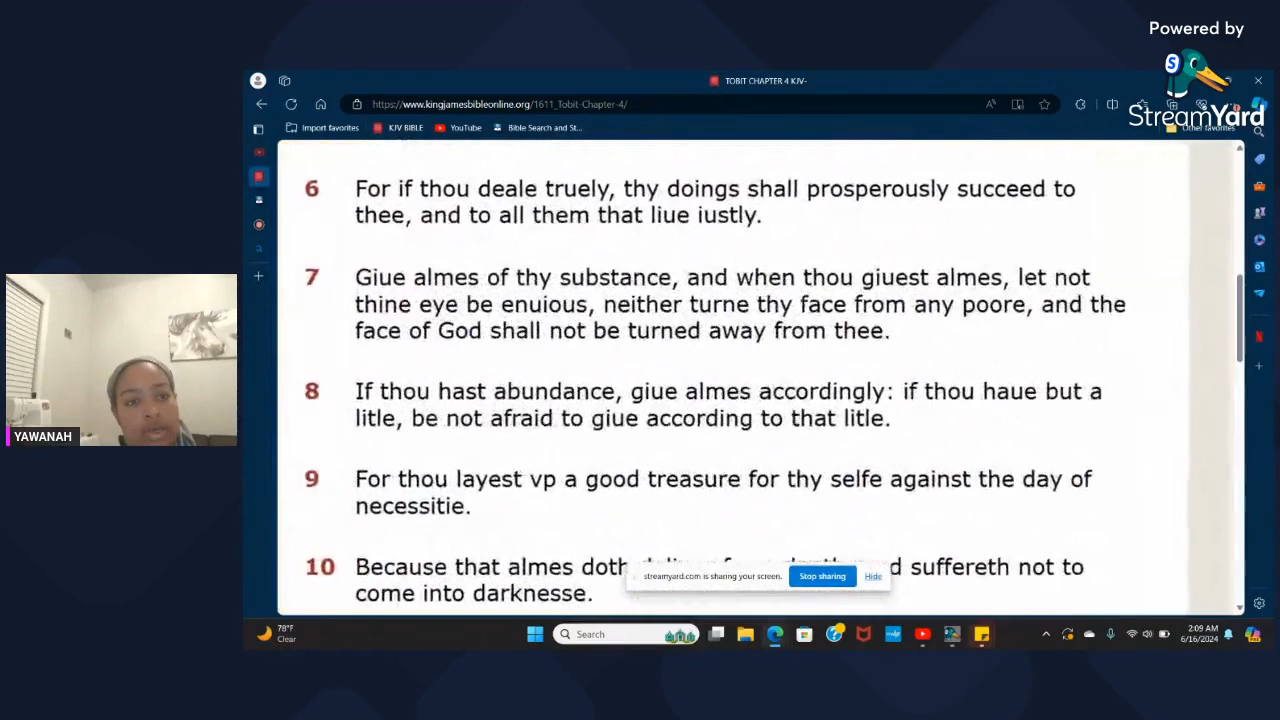 Powered by
StreamYard
TOBIT CHAPTER 4 KJV-
https://www.kingjamesbibleonline.org/1611_Tobit-Chapter-4/
Import favorites
KJV BIBLE
YouTube
Bible Search and St...
Other favorites
6 For if thou deale truely, thy doings shall prosperously succeed to
thee, and to all them that liue iustly.
7 Giue almes of thy substance, and when thou giuest almes, let not
thine eye be enuious, neither turne thy face from any poore, and the
face of God shall not be turned away from thee.
8 If thou hast abundance, giue almes accordingly: if thou haue but a
litle, be not afraid to giue according to that litle.
9 For thou layest vp a good treasure for thy selfe against the day of
necessitie.
10 Because that almes doth suffereth not to
come into darknesse.
streamyard.com is sharing your screen.
Stop sharing
Hide
YAWANAH
78°F
Clear
Search
2:09 AM
6/16/2024